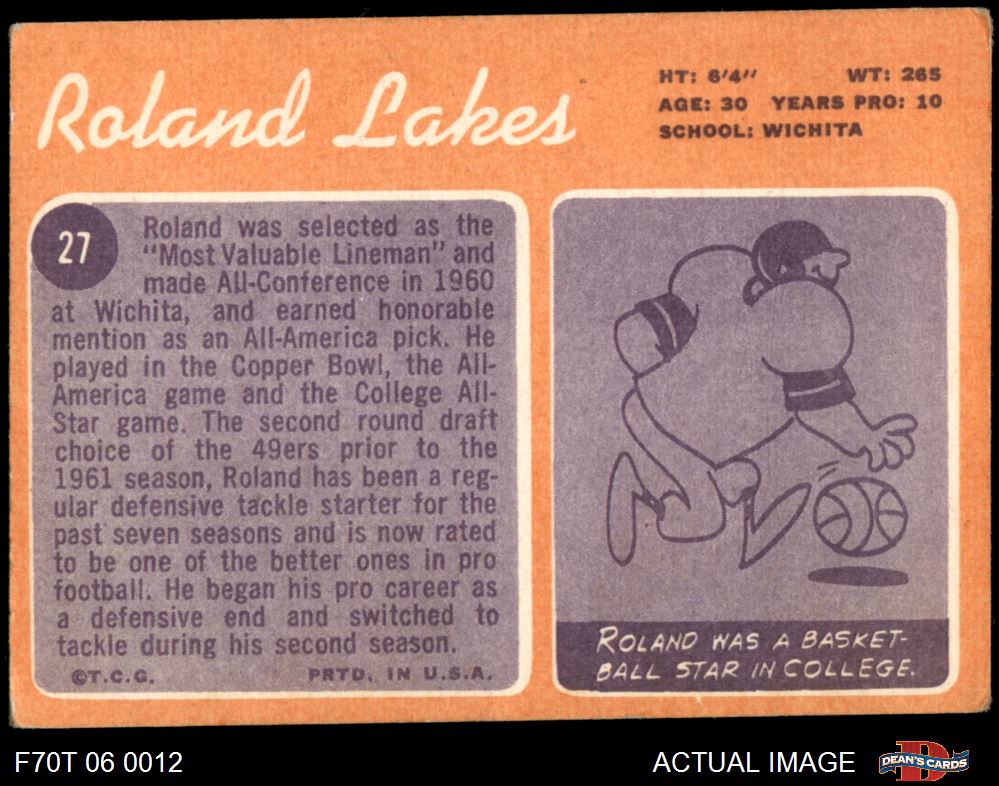 Roland Lakes
HT: 6'4" WT: 265
AGE: 30 YEARS PRO: 10
SCHOOL: WICHITA
27
Roland was selected as the
"Most Valuable Lineman" and
made All-Conference in 1960
at Wichita, and earned honorable
mention as an All-America pick. He
played in the Copper Bowl, the All-
America game and the College All-
Star game. The second round draft
choice of the 49ers prior to the
1961 season, Roland has been a reg-
ular defensive tackle starter for the
past seven seasons and is now rated
to be one of the better ones in pro
football. He began his pro career as
a defensive end and switched to
tackle during his second season.
©T.C.G. PRTD. IN U.S.A.
ROLAND WAS A BASKET-
BALL STAR IN COLLEGE.
F70T 06 0012
ACTUAL IMAGE
D
DEAN'S CARDS